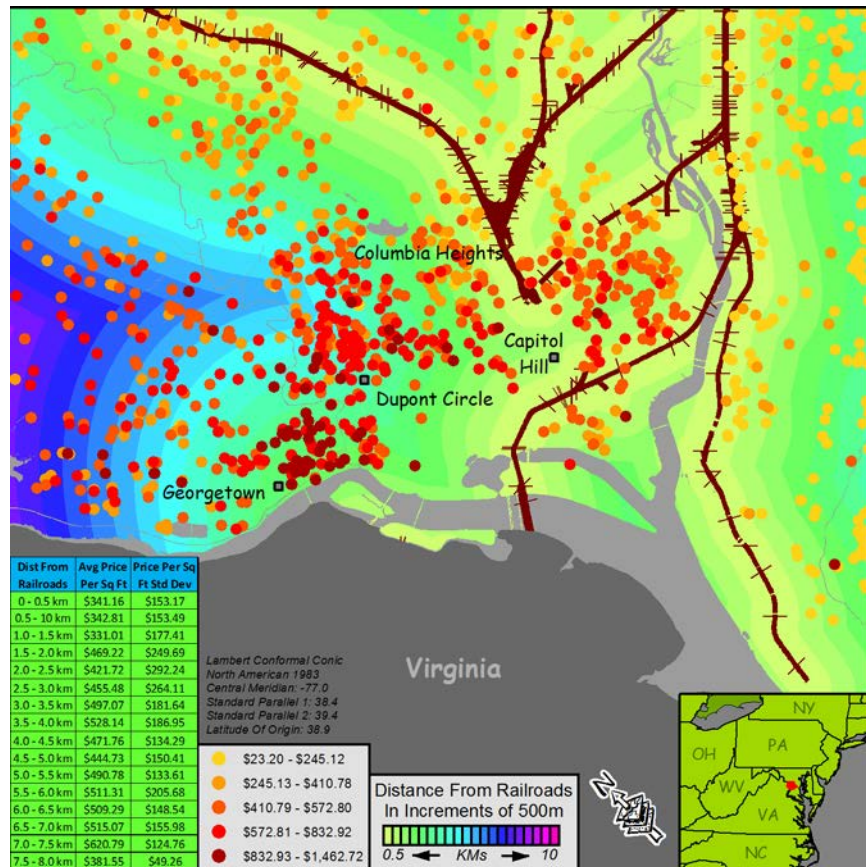 Columbia Heights
Capitol
Hill
Dupont Circle
Georgetown
Virginia
Dist From Railroads Avg Price Per Sq Ft Price Per Sq Ft Std Dev
0 - 0.5 km $341.16 $153.17
0.5 - 10 km $342.81 $153.49
1.0 - 1.5 km $331.01 $177.41
1.5 - 2.0 km $469.22 $249.69
2.0 - 2.5 km $421.72 $292.24
2.5 - 3.0 km $455.48 $264.11
3.0 - 3.5 km $497.07 $181.64
3.5 - 4.0 km $528.14 $186.95
4.0 - 4.5 km $471.76 $134.29
4.5 - 5.0 km $444.73 $150.41
5.0 - 5.5 km $490.78 $133.61
5.5 - 6.0 km $511.31 $205.68
6.0 - 6.5 km $509.29 $148.54
6.5 - 7.0 km $515.07 $155.98
7.0 - 7.5 km $620.79 $124.76
7.5 - 8.0 km $381.55 $49.26
Lambert Conformal Conic
North American 1983
Central Meridian: -77.0
Standard Parallel 1: 38.4
Standard Parallel 2: 39.4
Latitude Of Origin: 38.9
$23.20 - $245.12
$245.13 - $410.78
$410.79 - $572.80
$572.81 - $832.92
$832.93 - $1,462.72
Distance From Railroads
In Increments of 500m
0.5 KMs 10
N
NY
PA
OH
WV
VA
NC